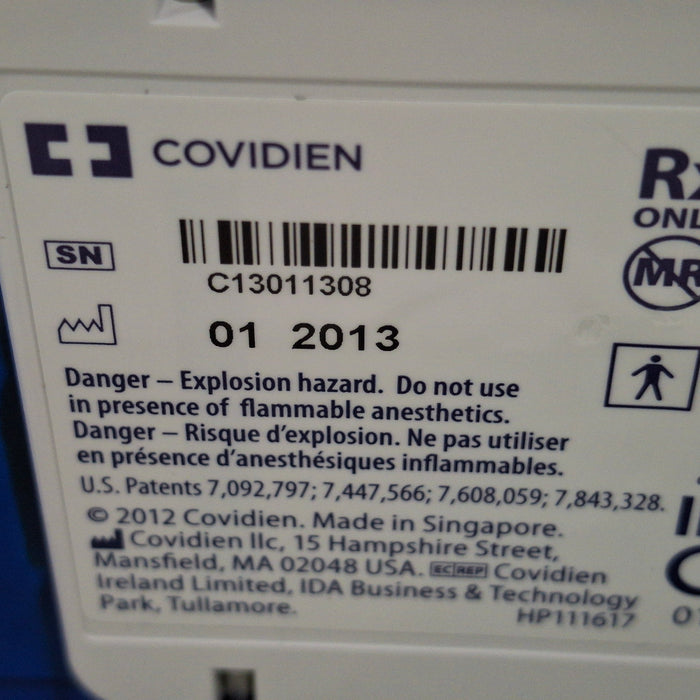 COVIDIEN
SN
C13011308
01 2013
Danger – Explosion hazard. Do not use
in presence of flammable anesthetics.
Danger – Risque d'explosion. Ne pas utiliser
en présence d'anesthésiques inflammables.
U.S. Patents 7,092,797; 7,447,566; 7,608,059; 7,843,328.
© 2012 Covidien. Made in Singapore.
Covidien llc, 15 Hampshire Street,
Mansfield, MA 02048 USA. EC REP Covidien
Ireland Limited, IDA Business & Technology
Park, Tullamore.
HP111617
MR